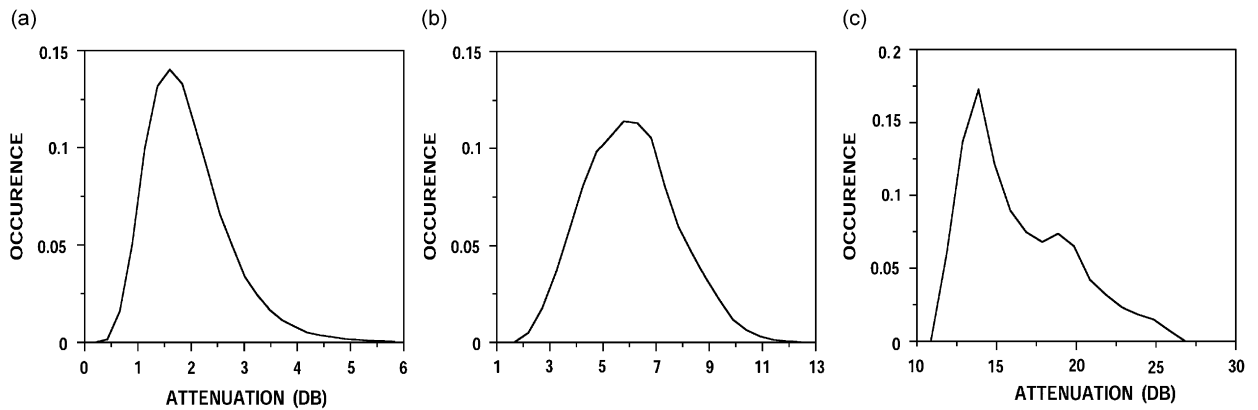 (a)
0.15
0.1
0.05
0
0 1 2 3 4 5 6
OCCURENCE
ATTENUATION (DB)
(b)
0.15
0.1
0.05
0
1 3 5 7 9 11 13
OCCURENCE
ATTENUATION (DB)
(c)
0.2
0.15
0.1
0.05
0
10 15 20 25 30
OCCURENCE
ATTENUATION (DB)